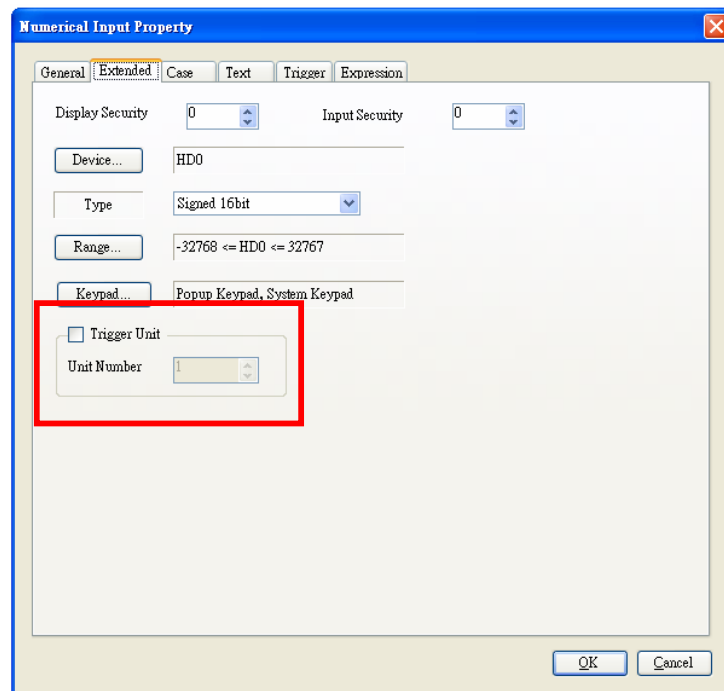 Numerical Input Property
General Extended Case Text Trigger Expression
Display Security 0 Input Security 0
Device... HD0
Type Signed 16bit
Range... -32768 <= HD0 <= 32767
Keypad... Popup Keypad, System Keypad
Trigger Unit
Unit Number 1
OK Cancel